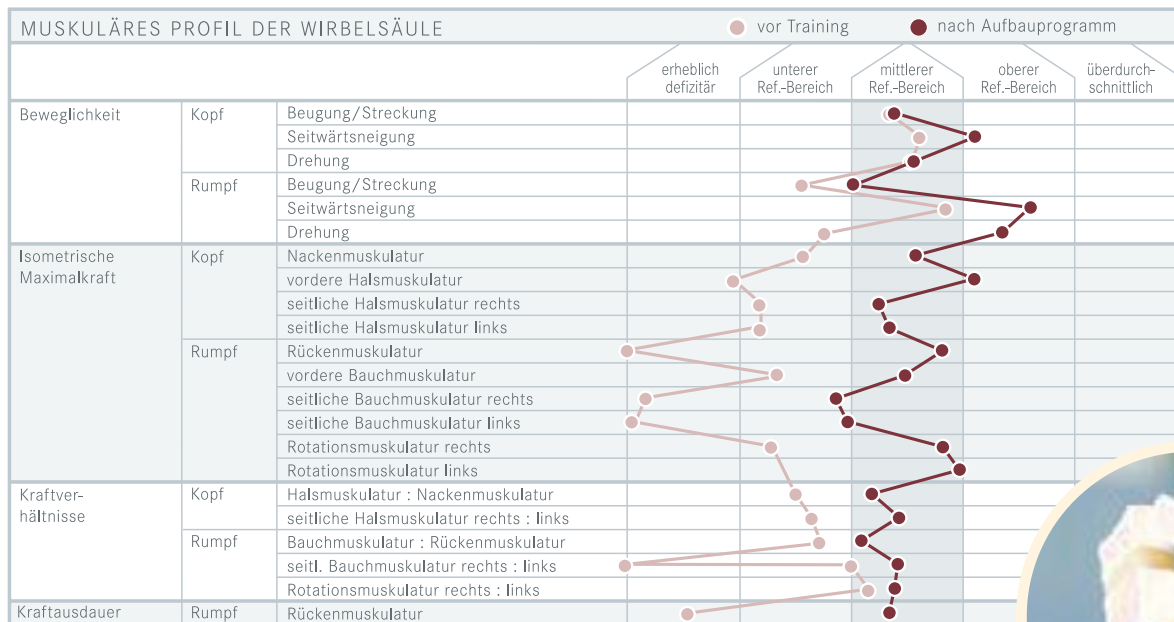 MUSKULÄRES PROFIL DER WIRBELSÄULE
vor Training
nach Aufbauprogramm
erheblich
defizitär
unterer
Ref.-Bereich
mittlerer
Ref.-Bereich
oberer
Ref.-Bereich
überdurch-
schnittlich
Beweglichkeit Kopf Beugung/Streckung
Seitwärtsneigung
Drehung
Rumpf Beugung/Streckung
Seitwärtsneigung
Drehung
Isometrische
Maximalkraft
Kopf Nackenmuskulatur
vordere Halsmuskulatur
seitliche Halsmuskulatur rechts
seitliche Halsmuskulatur links
Rumpf Rückenmuskulatur
vordere Bauchmuskulatur
seitliche Bauchmuskulatur rechts
seitliche Bauchmuskulatur links
Rotationsmuskulatur rechts
Rotationsmuskulatur links
Kraftver-
hältnisse
Kopf Halsmuskulatur : Nackenmuskulatur
seitliche Halsmuskulatur rechts : links
Rumpf Bauchmuskulatur : Rückenmuskulatur
seitl. Bauchmuskulatur rechts : links
Rotationsmuskulatur rechts : links
Kraftausdauer Rumpf Rückenmuskulatur